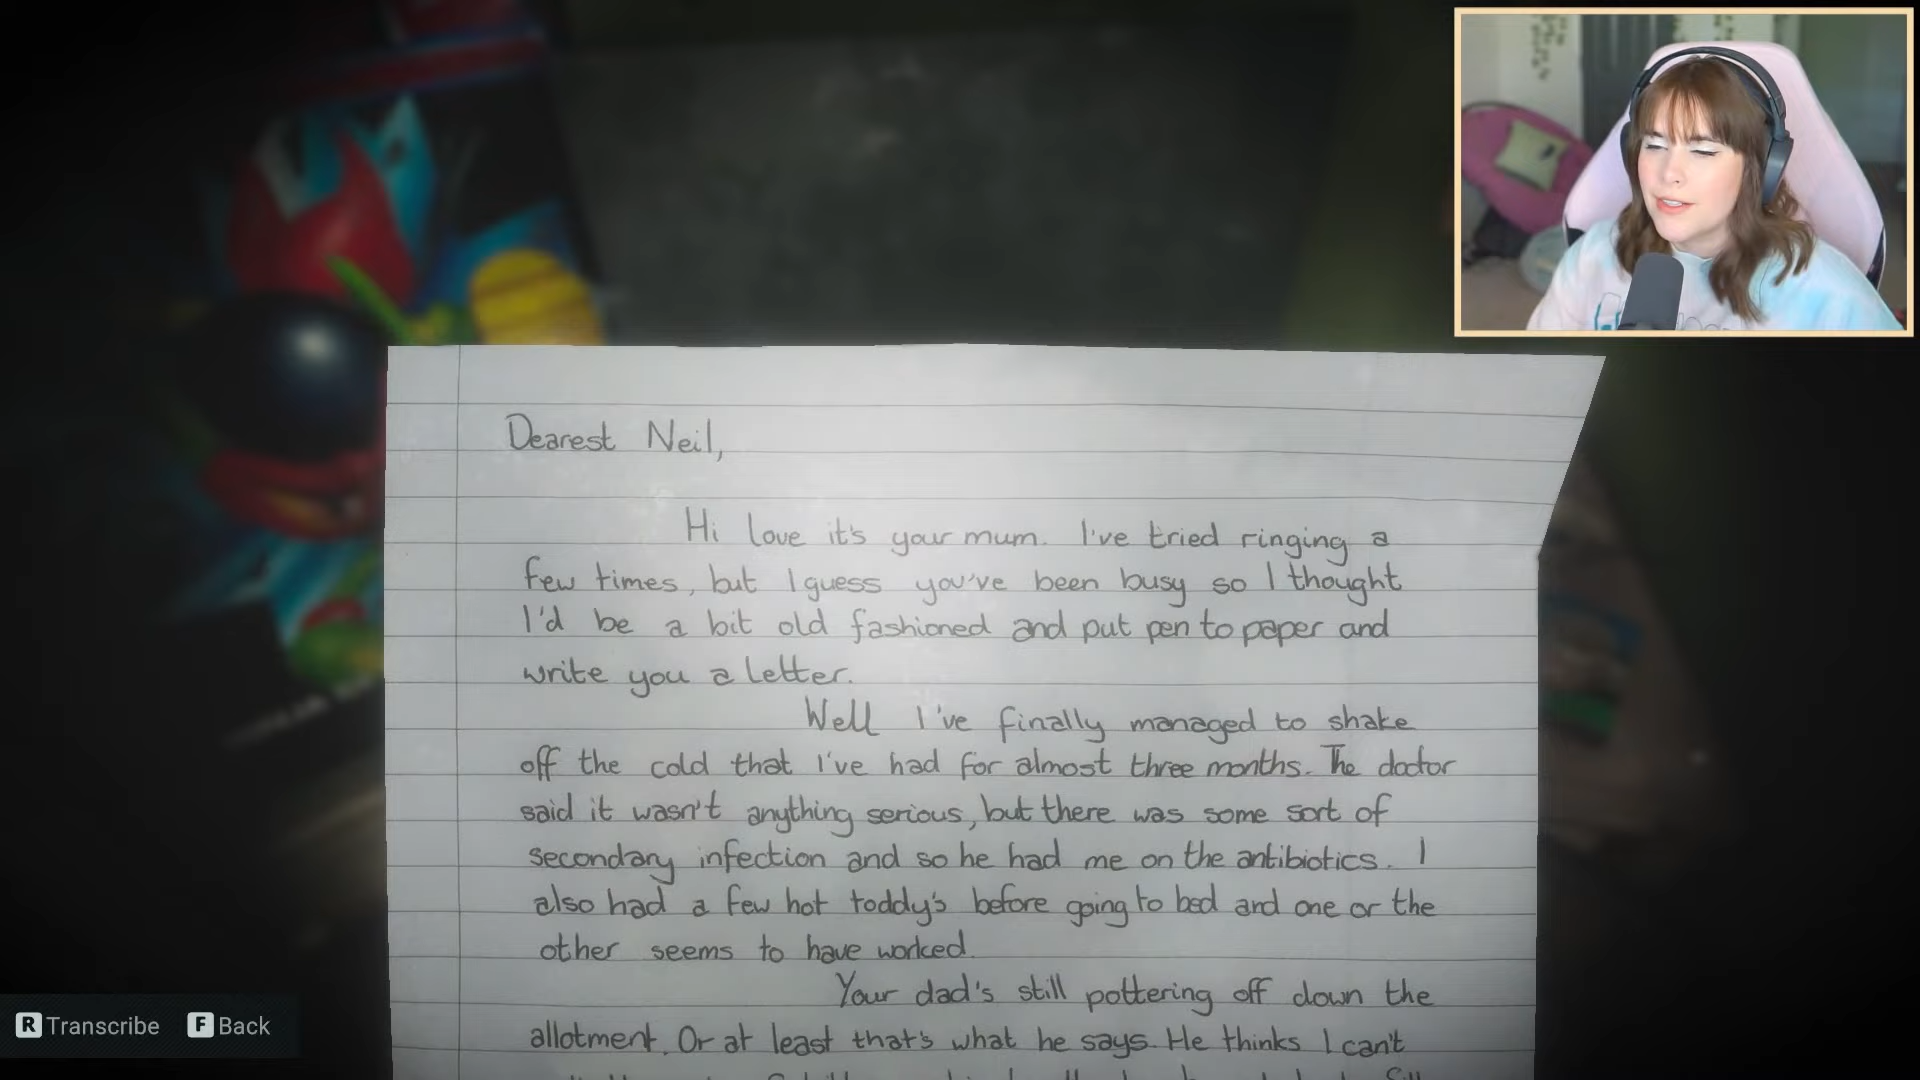 Dearest Neil,
Hi love it's your mum. I've tried ringing a
few times, but I guess you've been busy so I thought
I'd be a bit old fashioned and put pen to paper and
write you a letter.
Well I've finally managed to shake
off the cold that I've had for almost three months. The doctor
said it wasn't anything serious, but there was some sort of
secondary infection and so he had me on the antibiotics. I
also had a few hot toddy's before going to bed and one or the
other seems to have worked.
Your dad's still pottering off down the
allotment. Or at least that's what he says. He thinks I can't
R Transcribe F Back